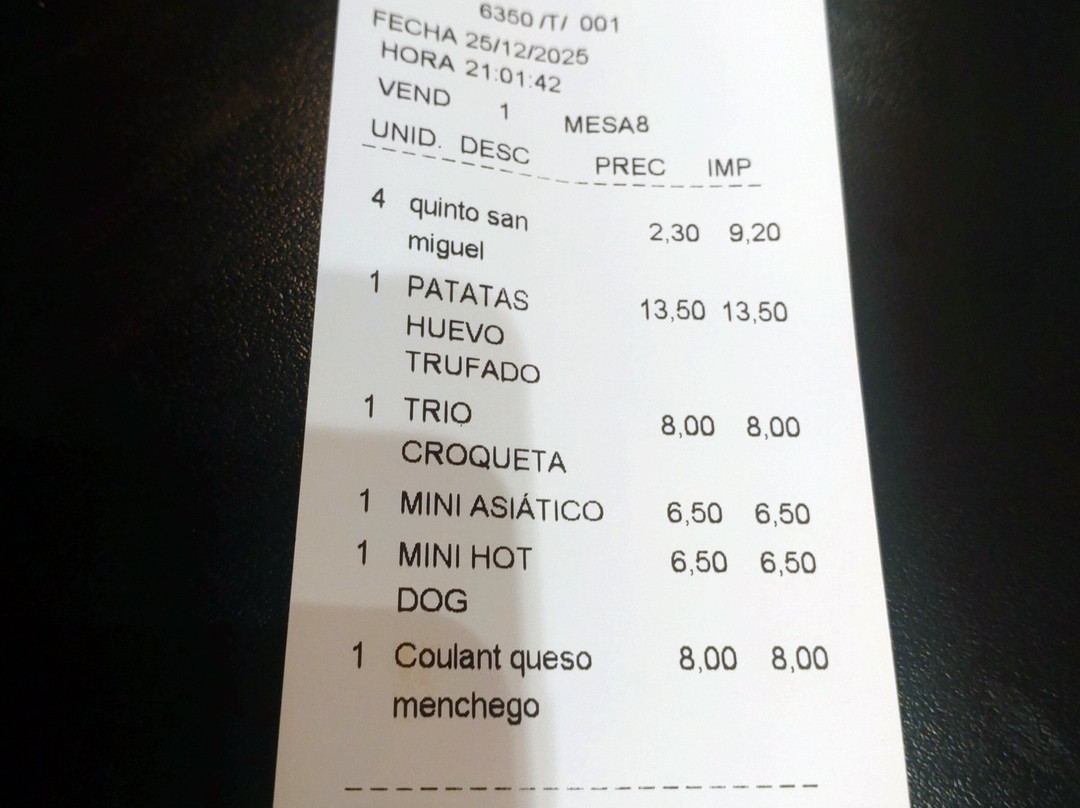 6350 /T/ 001
FECHA 25/12/2025
HORA 21:01:42
VEND 1 MESA8
UNID. DESC PREC IMP
4 quinto san 2,30 9,20
miguel
1 PATATAS 13,50 13,50
HUEVO
TRUFADO
1 TRIO 8,00 8,00
CROQUETA
1 MINI ASIÁTICO 6,50 6,50
1 MINI HOT 6,50 6,50
DOG
1 Coulant queso 8,00 8,00
menchego